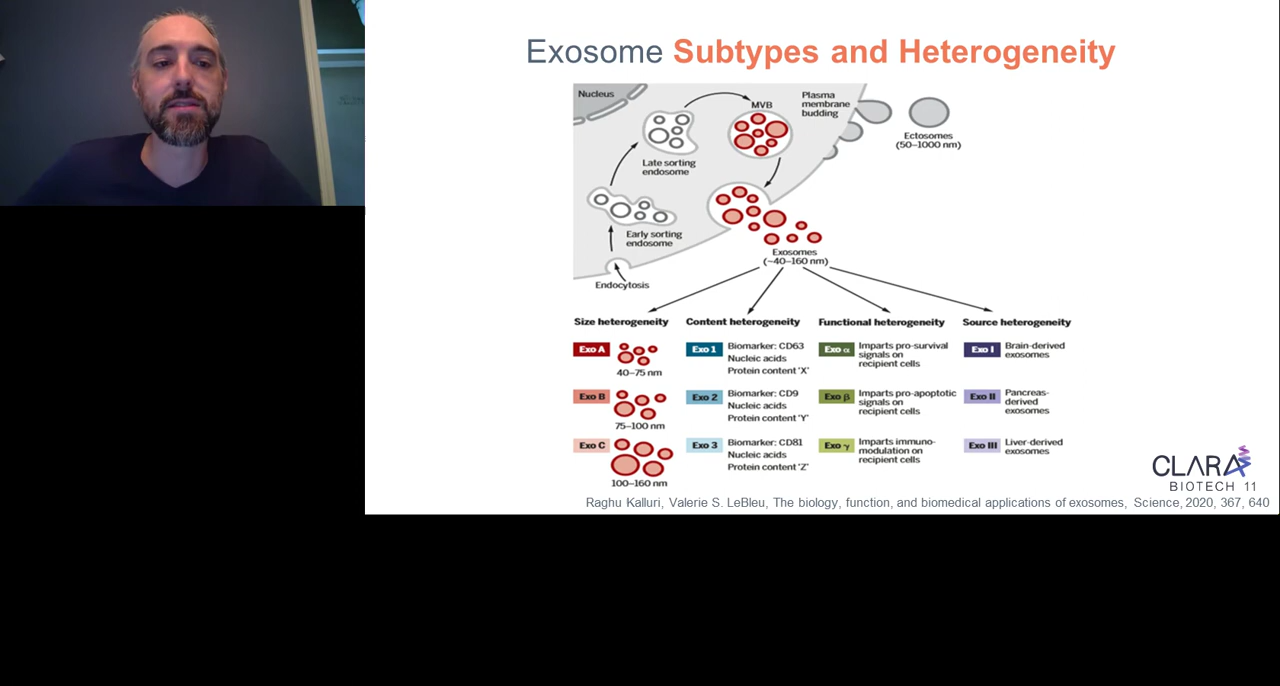 Exosome Subtypes and Heterogeneity
Nucleus
MVB
Plasma
membrane
budding
Ectosomes
(50–1000 nm)
Late sorting
endosome
Early sorting
endosome
Exosomes
(~40–160 nm)
Endocytosis
Size heterogeneity
Exo A
40–75 nm
Exo B
75–100 nm
Exo C
100–160 nm
Content heterogeneity
Exo 1
Biomarker: CD63
Nucleic acids
Protein content 'X'
Exo 2
Biomarker: CD9
Nucleic acids
Protein content 'Y'
Exo 3
Biomarker: CD81
Nucleic acids
Protein content 'Z'
Functional heterogeneity
Exo α
Imparts pro-survival
signals on
recipient cells
Exo β
Imparts pro-apoptotic
signals on
recipient cells
Exo γ
Imparts immuno-
modulation on
recipient cells
Source heterogeneity
Exo I
Brain-derived
exosomes
Exo II
Pancreas-
derived
exosomes
Exo III
Liver-derived
exosomes
CLARA
BIOTECH 11
Raghu Kalluri, Valerie S. LeBleu, The biology, function, and biomedical applications of exosomes, Science, 2020, 367, 640